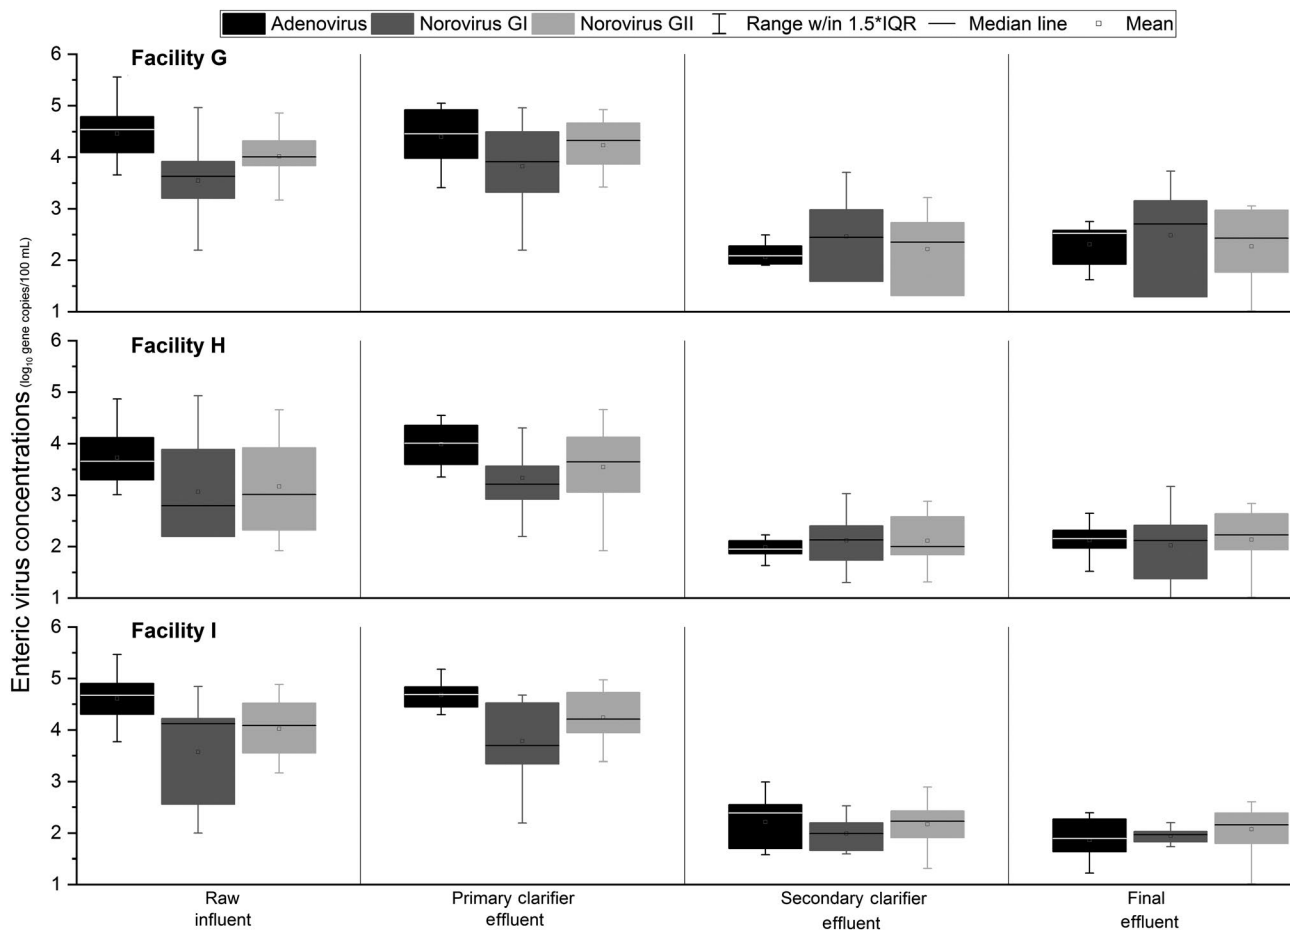 Adenovirus Norovirus GI Norovirus GII Range w/in 1.5*IQR Median line Mean
Enteric virus concentrations (log10 gene copies/100 mL)
Facility G
6
5
4
3
2
1
Facility H
6
5
4
3
2
1
Facility I
6
5
4
3
2
1
Raw influent
Primary clarifier effluent
Secondary clarifier effluent
Final effluent